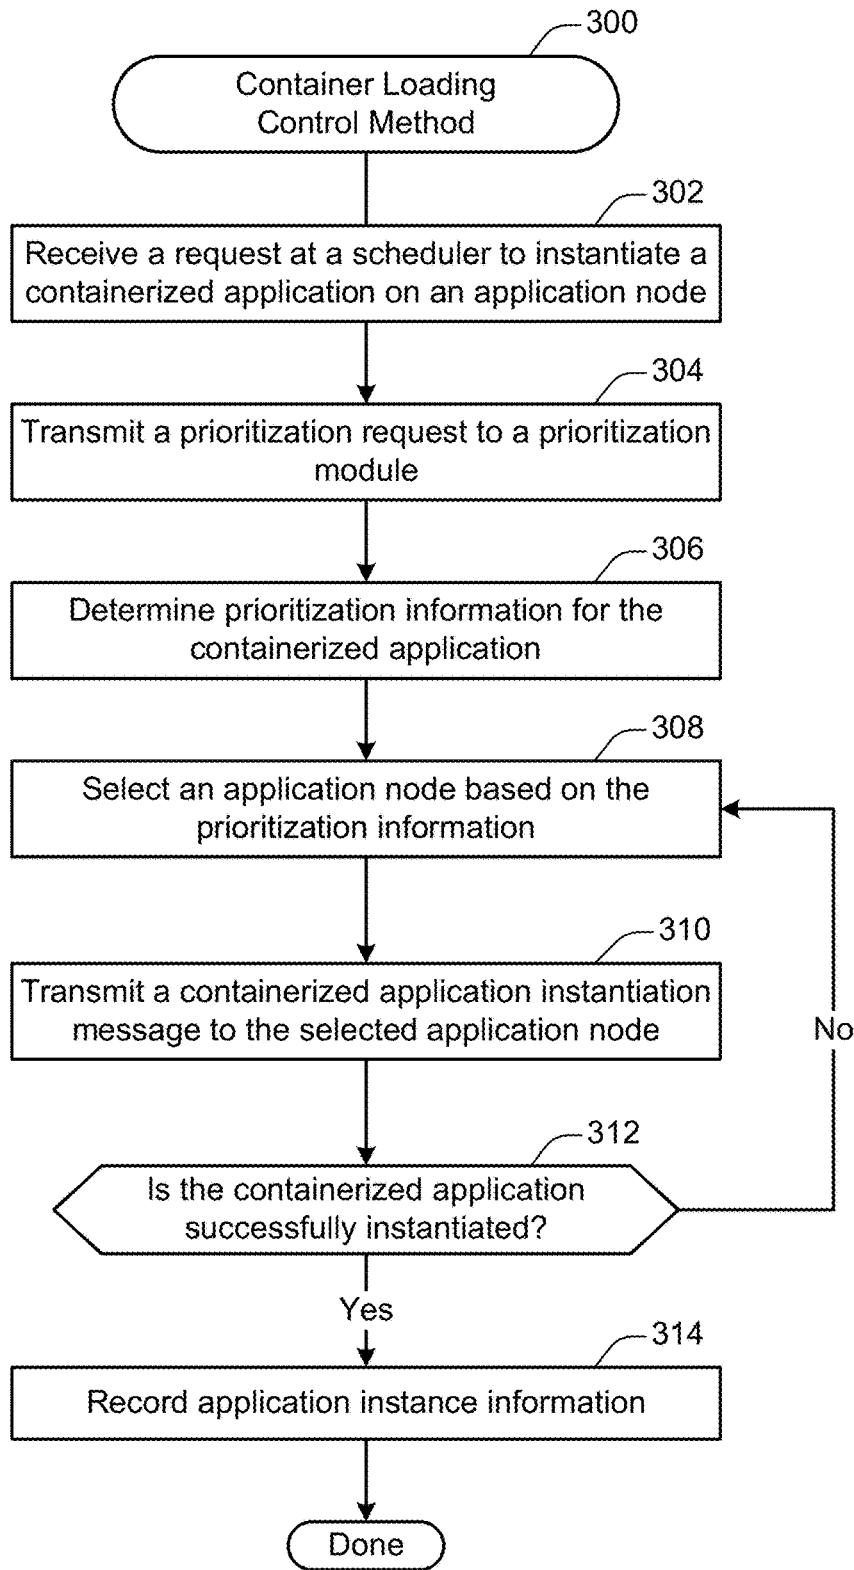 300
Container Loading
Control Method
302
Receive a request at a scheduler to instantiate a
containerized application on an application node
304
Transmit a prioritization request to a prioritization
module
306
Determine prioritization information for the
containerized application
308
Select an application node based on the
prioritization information
310
Transmit a containerized application instantiation
message to the selected application node
No
312
Is the containerized application
successfully instantiated?
Yes
314
Record application instance information
Done